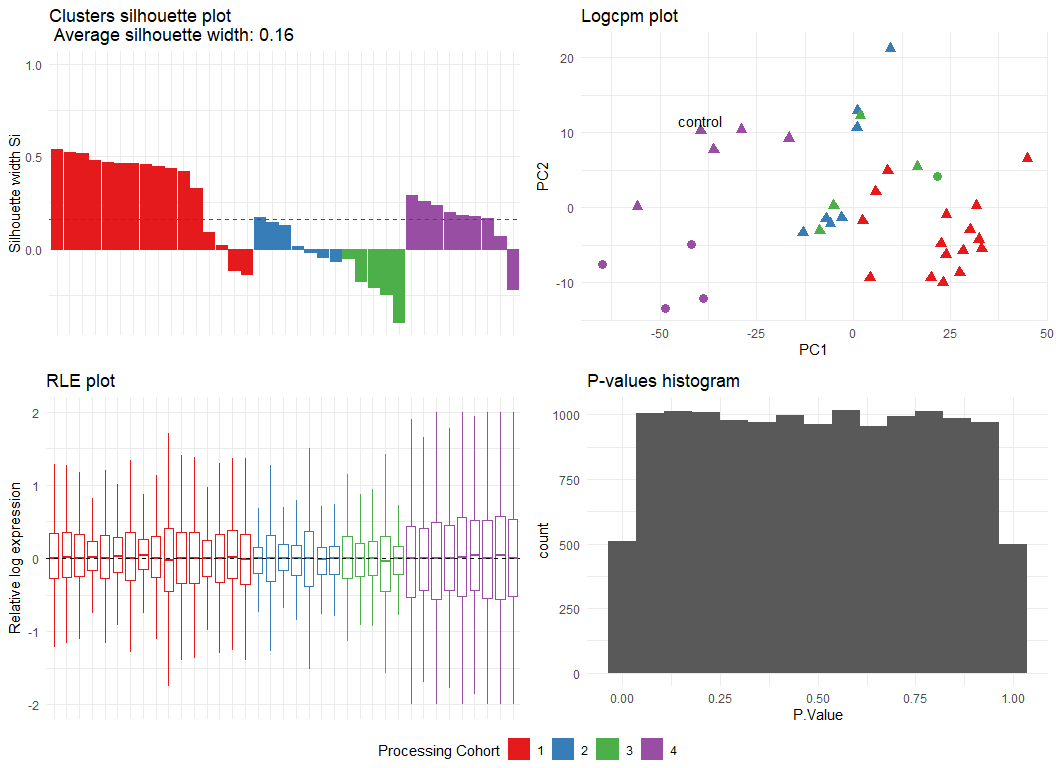 Clusters silhouette plot
Average silhouette width: 0.16
1.0
0.5
0.0
Silhouette width Si
Logcpm plot
20
10
0
-10
PC2
control
-50
-25
0
25
50
PC1
RLE plot
2
1
0
-1
-2
Relative log expression
P-values histogram
1000
750
500
250
0
count
0.00
0.25
0.50
0.75
1.00
P.Value
Processing Cohort 1 2 3 4